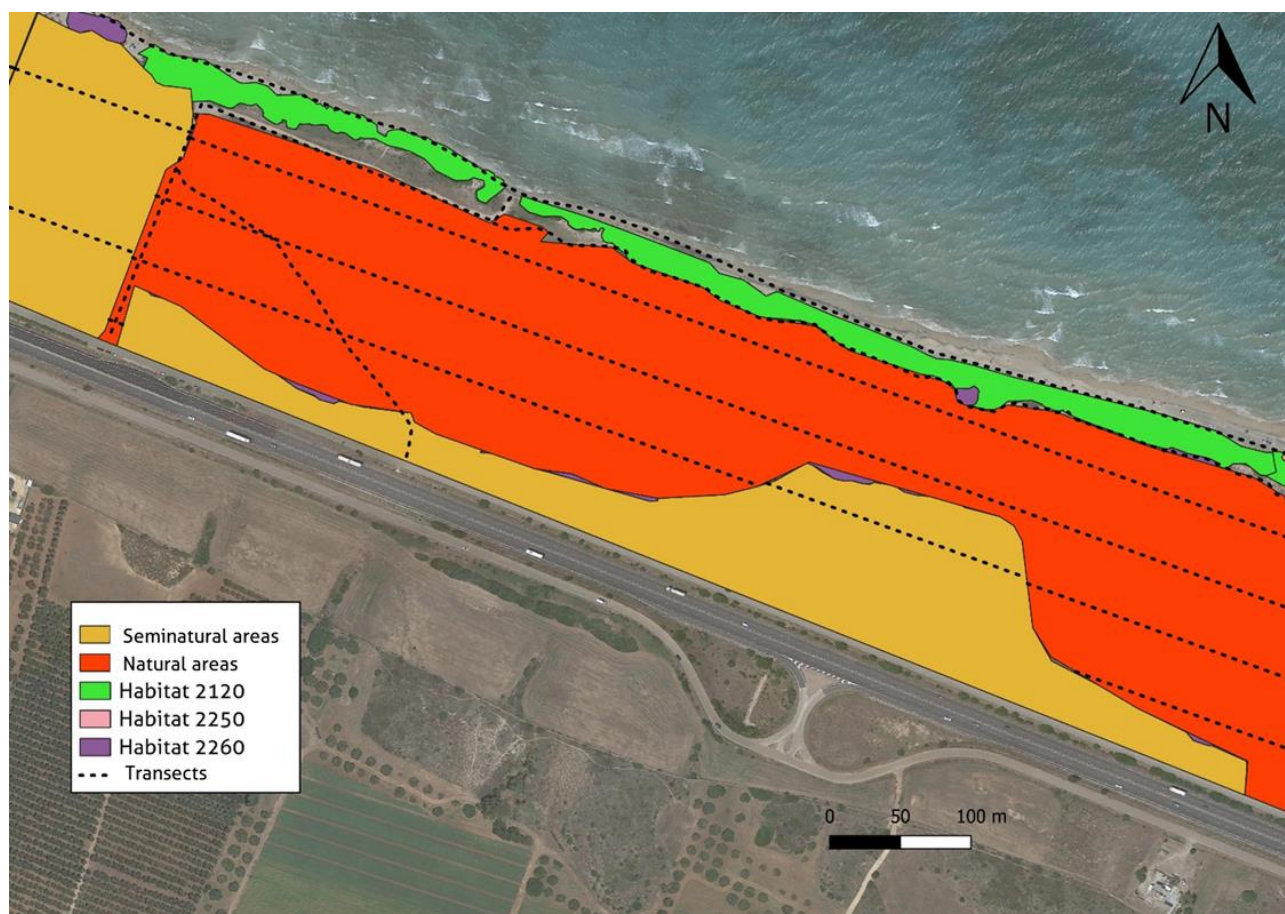 N
Seminatural areas
Natural areas
Habitat 2120
Habitat 2250
Habitat 2260
Transects
0 50 100 m